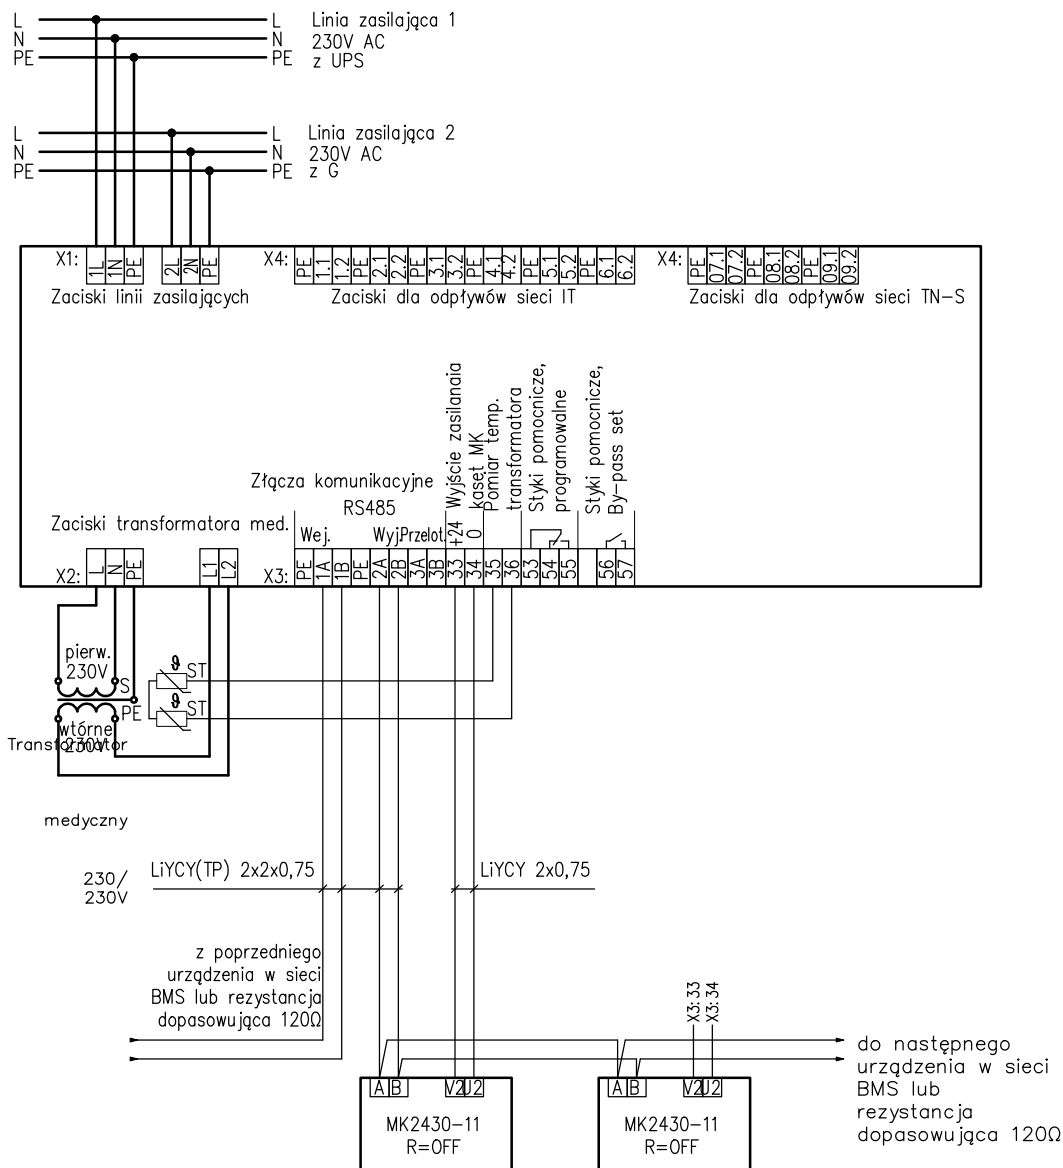 L L Linia zasilająca 1
N N 230V AC
PE PE z UPS
L L Linia zasilająca 2
N N 230V AC
PE PE z G
X1: 1L 1N PE 2L 2N PE
Zaciski linii zasilających
X4: PE 1.1 1.2 PE 2.1 2.2 PE 3.1 3.2 PE 4.1 4.2 PE 5.1 5.2 PE 6.1 6.2
Zaciski dla odpływów sieci IT
X4: PE 07.1 07.2 PE 08.1 08.2 PE 09.1 09.2
Zaciski dla odpływów sieci TN-S
Złącza komunikacyjne
RS485
Wyjście zasilanaia
kaset MK
Pomiar temp.
transformatora
Styki pomocnicze,
programowalne
Styki pomocnicze,
By-pass set
Zaciski transformatora med.
Wej. Wyj. Przelot. +24 0
X2: L N PE L1 L2
X3: PE 1A 1B PE 2A 2B 3A 3B 33 34 35 36 53 54 55 56 57
pierw.
230V
S
PE
wtórne
230V
Transformator
medyczny
230/
230V
ϑ ST
ϑ ST
LiYCY(TP) 2x2x0,75
LiYCY 2x0,75
z poprzedniego
urządzenia w sieci
BMS lub rezystancja
dopasowująca 120Ω
X3:33
X3:34
do następnego
urządzenia w sieci
BMS lub
rezystancja
dopasowująca 120Ω
A B V2 U2
MK2430-11
R=OFF
A B V2 U2
MK2430-11
R=OFF